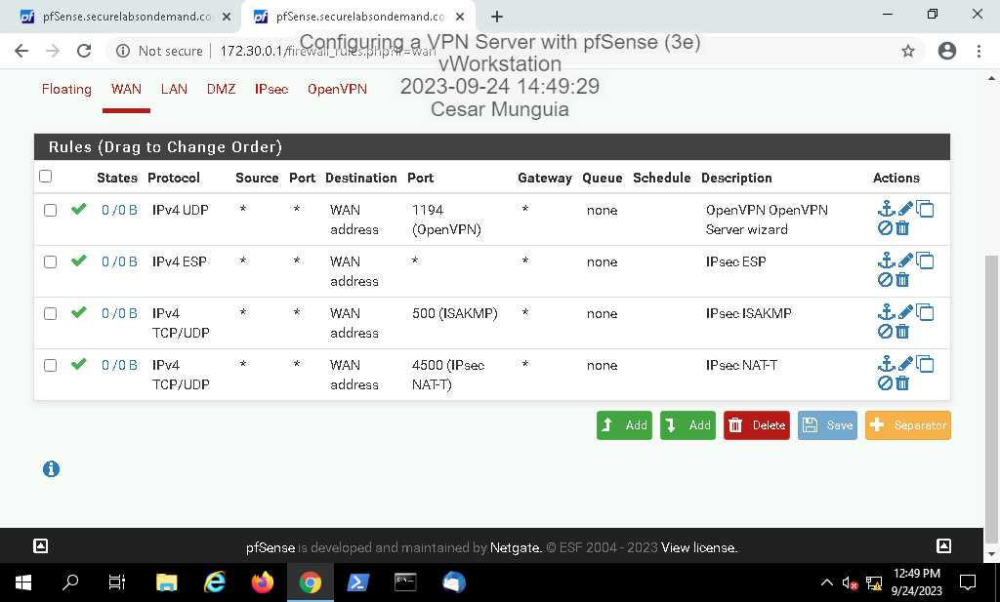 pfSense.securelabsondemand.co
pfSense.securelabsondemand.co
Not secure | 172.30.0.1/firewall_rules.php?if=wan
Configuring a VPN Server with pfSense (3e)
vWorkstation
2023-09-24 14:49:29
Cesar Munguia
Floating WAN LAN DMZ IPsec OpenVPN
Rules (Drag to Change Order)
States Protocol Source Port Destination Port Gateway Queue Schedule Description Actions
0 /0 B IPv4 UDP * * WAN 1194 * none OpenVPN OpenVPN
address (OpenVPN) Server wizard
0 /0 B IPv4 ESP * * WAN * * none IPsec ESP
address
0 /0 B IPv4 * * WAN 500 (ISAKMP) * none IPsec ISAKMP
TCP/UDP address
0 /0 B IPv4 * * WAN 4500 (IPsec * none IPsec NAT-T
TCP/UDP address NAT-T)
Add Add Delete Save Separator
pfSense is developed and maintained by Netgate. © ESF 2004 - 2023 View license.
12:49 PM
9/24/2023